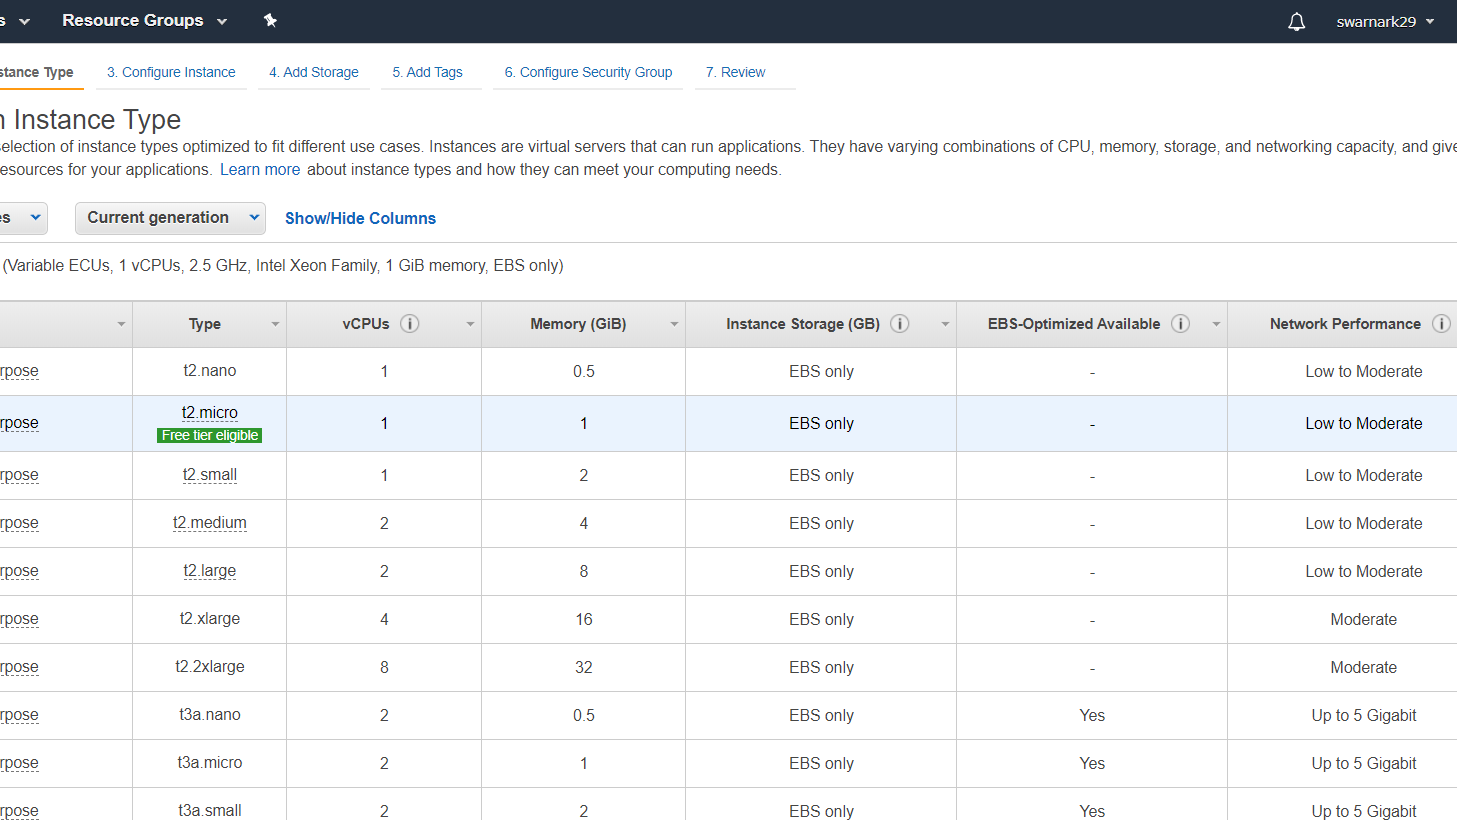 s Resource Groups swarnark29
stance Type 3. Configure Instance 4. Add Storage 5. Add Tags 6. Configure Security Group 7. Review
n Instance Type
selection of instance types optimized to fit different use cases. Instances are virtual servers that can run applications. They have varying combinations of CPU, memory, storage, and networking capacity, and give
esources for your applications. Learn more about instance types and how they can meet your computing needs.
es Current generation Show/Hide Columns
(Variable ECUs, 1 vCPUs, 2.5 GHz, Intel Xeon Family, 1 GiB memory, EBS only)
Type vCPUs Memory (GiB) Instance Storage (GB) EBS-Optimized Available Network Performance
rpose t2.nano 1 0.5 EBS only - Low to Moderate
rpose t2.micro 1 1 EBS only - Low to Moderate
Free tier eligible
rpose t2.small 1 2 EBS only - Low to Moderate
rpose t2.medium 2 4 EBS only - Low to Moderate
rpose t2.large 2 8 EBS only - Low to Moderate
rpose t2.xlarge 4 16 EBS only - Moderate
rpose t2.2xlarge 8 32 EBS only - Moderate
rpose t3a.nano 2 0.5 EBS only Yes Up to 5 Gigabit
rpose t3a.micro 2 1 EBS only Yes Up to 5 Gigabit
rpose t3a.small 2 2 EBS only Yes Up to 5 Gigabit